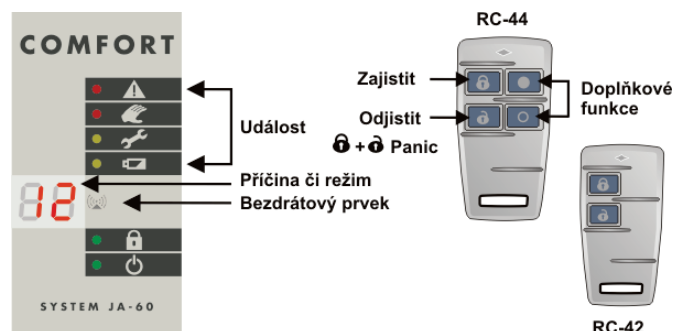 COMFORT
Událost
Příčina či režim
12
Bezdrátový prvek
SYSTEM JA-60
RC-44
Zajistit
Doplňkové
funkce
Odjistit
+ Panic
RC-42